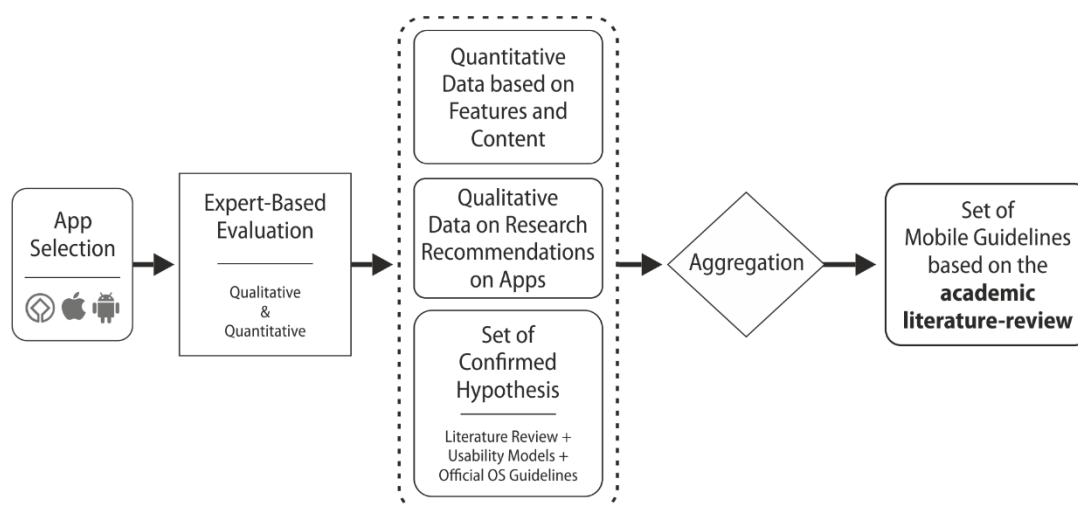 App
Selection
Expert-Based
Evaluation
Qualitative
&
Quantitative
Quantitative
Data based on
Features and
Content
Qualitative
Data on Research
Recommendations
on Apps
Set of
Confirmed
Hypothesis
Literature Review +
Usability Models +
Official OS Guidelines
Aggregation
Set of
Mobile Guidelines
based on the
academic
literature-review